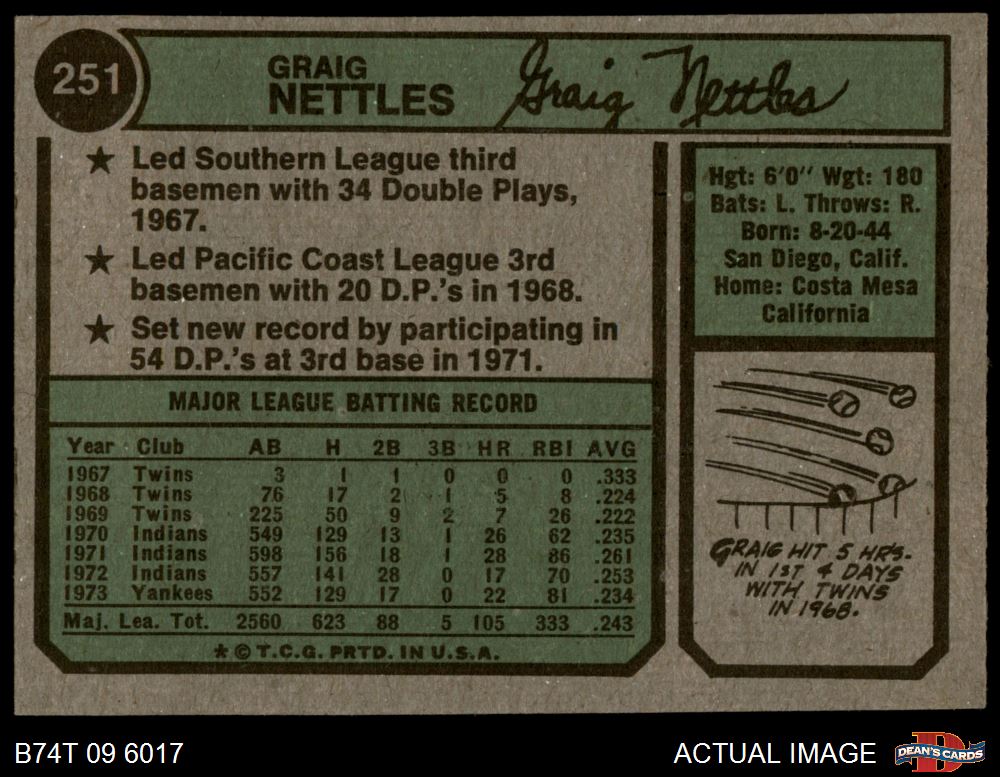 251
GRAIG
NETTLES
Graig Nettles
★ Led Southern League third
basemen with 34 Double Plays,
1967.
★ Led Pacific Coast League 3rd
basemen with 20 D.P.'s in 1968.
★ Set new record by participating in
54 D.P.'s at 3rd base in 1971.
Hgt: 6'0" Wgt: 180
Bats: L. Throws: R.
Born: 8-20-44
San Diego, Calif.
Home: Costa Mesa
California
MAJOR LEAGUE BATTING RECORD
Year Club AB H 2B 3B HR RBI AVG
1967 Twins 3 1 1 0 0 0 .333
1968 Twins 76 17 2 1 5 8 .224
1969 Twins 225 50 9 2 7 26 .222
1970 Indians 549 129 13 1 26 62 .235
1971 Indians 598 156 18 1 28 86 .261
1972 Indians 557 141 28 0 17 70 .253
1973 Yankees 552 129 17 0 22 81 .234
Maj. Lea. Tot. 2560 623 88 5 105 333 .243
★ © T.C.G. PRTD. IN U.S.A.
GRAIG HIT 5 HRS.
IN 1ST 4 DAYS
WITH TWINS
IN 1968.
B74T 09 6017
ACTUAL IMAGE
D
DEAN'S CARDS